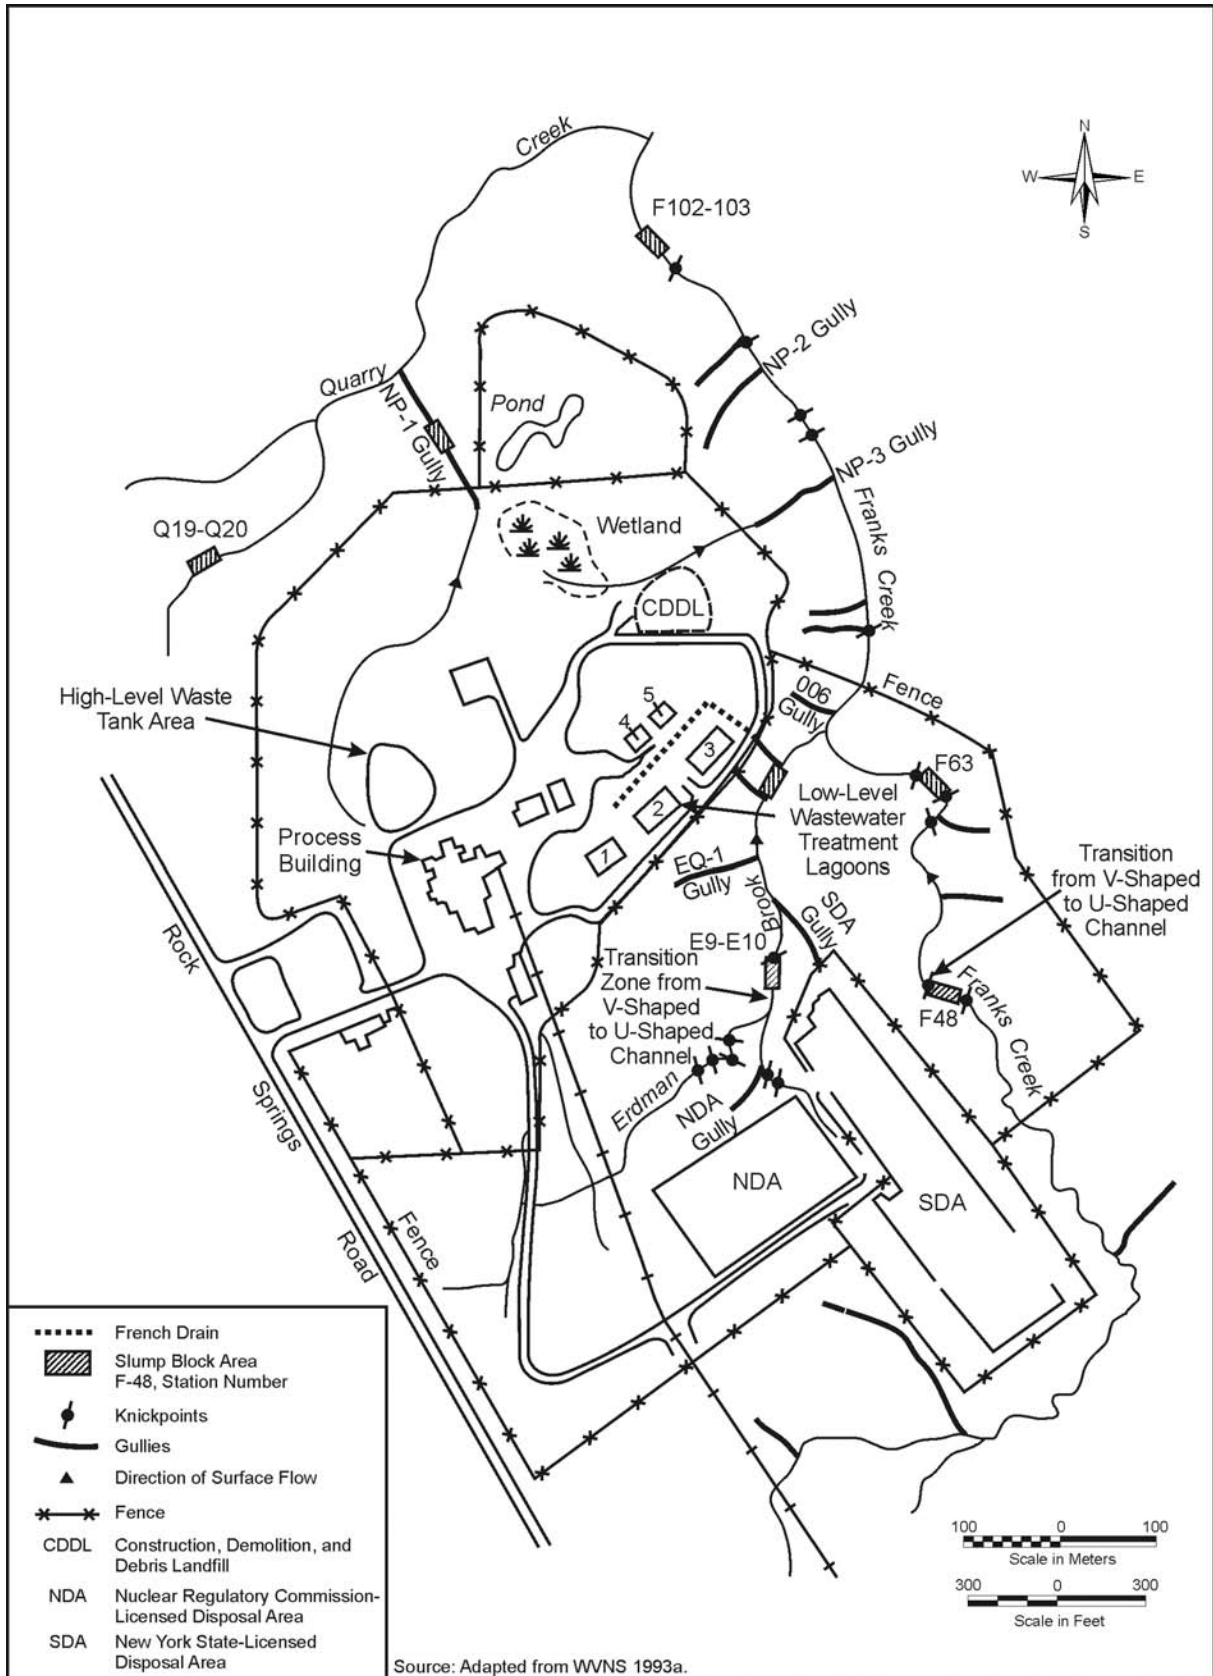 Creek
N
W
E
S
F102-103
NP-2 Gully
Quarry
NP-1 Gully
Pond
NP-3 Gully
Franks
Creek
Wetland
Q19-Q20
CDDL
High-Level Waste
Tank Area
Fence
006
Gully
5
4
3
2
1
F63
Low-Level
Wastewater
Treatment
Lagoons
Process
Building
EQ-1
Gully
Brook
SDA
Gully
Transition
from V-Shaped
to U-Shaped
Channel
E9-E10
Transition
Zone from
V-Shaped
to U-Shaped
Channel
Rock
Springs
Road
F48
Franks
Creek
Erdman
NDA
Gully
NDA
SDA
Fence
French Drain
Slump Block Area
F-48, Station Number
Knickpoints
Gullies
Direction of Surface Flow
Fence
CDDL Construction, Demolition, and
Debris Landfill
NDA Nuclear Regulatory Commission-
Licensed Disposal Area
SDA New York State-Licensed
Disposal Area
100 0 100
Scale in Meters
300 0 300
Scale in Feet
Source: Adapted from WVNS 1993a.